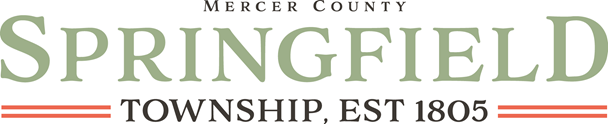 MERCER COUNTY
SPRINGFIELD
TOWNSHIP, EST 1805